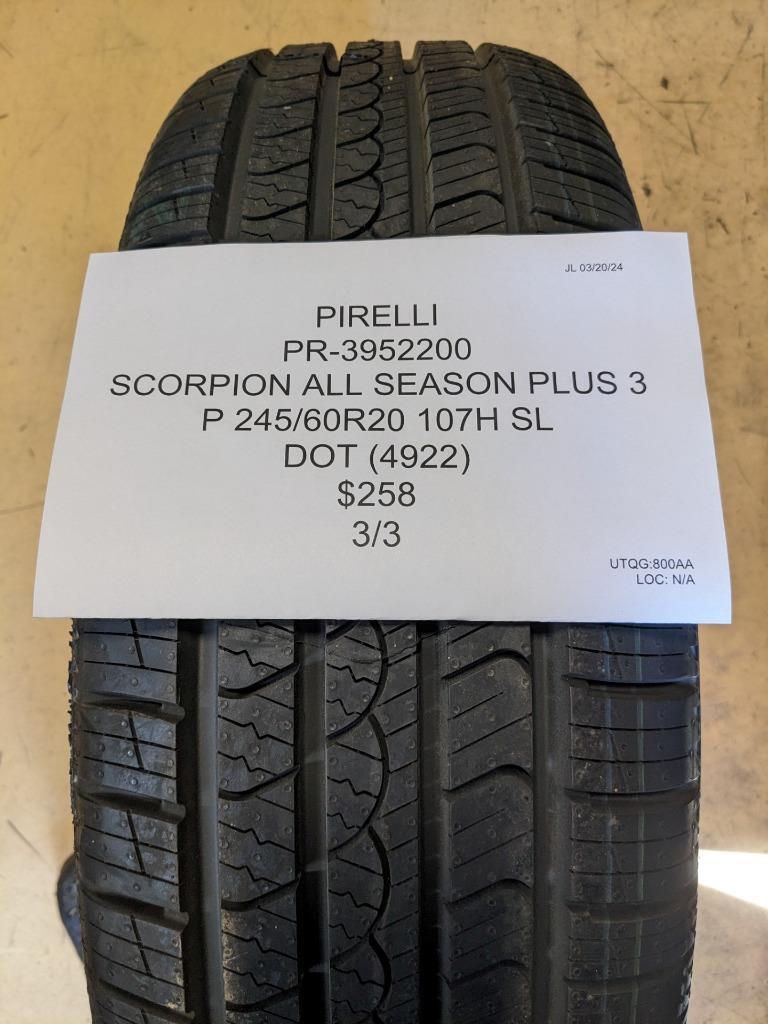 JL 03/20/24
PIRELLI
PR-3952200
SCORPION ALL SEASON PLUS 3
P 245/60R20 107H SL
DOT (4922)
$258
3/3
UTQG:800AA
LOC: N/A